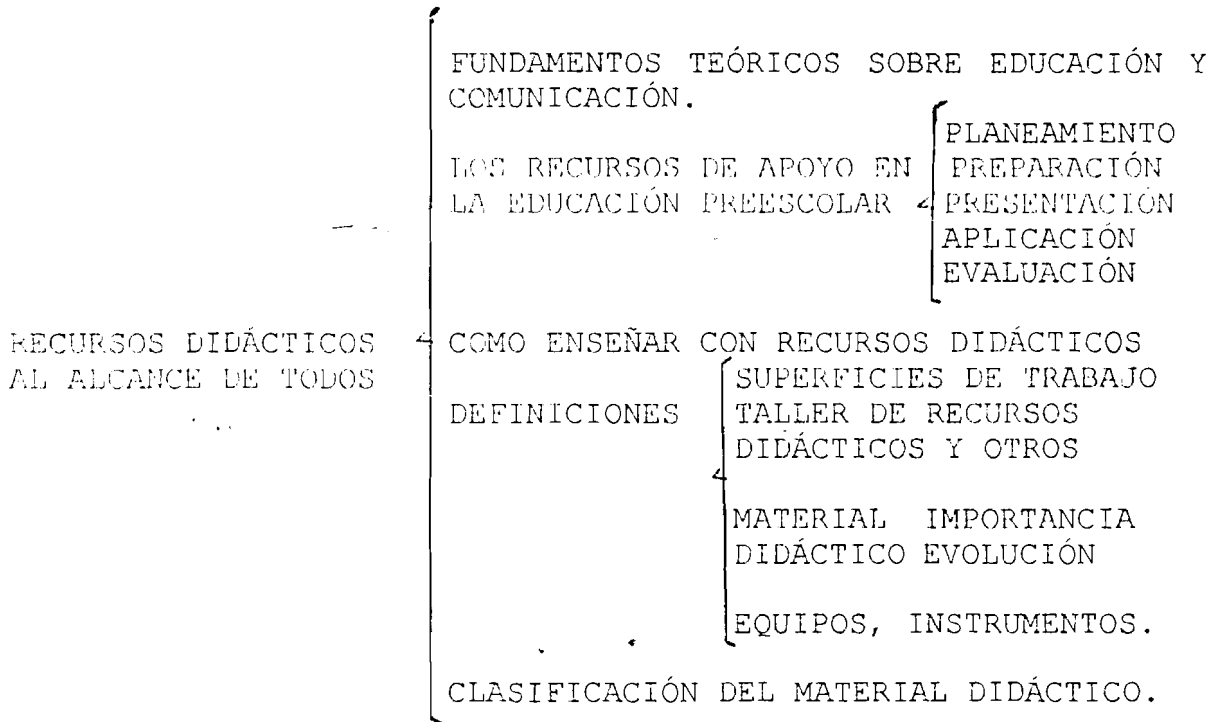 FUNDAMENTOS TEÓRICOS SOBRE EDUCACIÓN Y
COMUNICACIÓN.
LOS RECURSOS DE APOYO EN
LA EDUCACIÓN PREESCOLAR
PLANEAMIENTO
PREPARACIÓN
PRESENTACIÓN
APLICACIÓN
EVALUACIÓN
RECURSOS DIDÁCTICOS
AL ALCANCE DE TODOS
COMO ENSEÑAR CON RECURSOS DIDÁCTICOS
DEFINICIONES
SUPERFICIES DE TRABAJO
TALLER DE RECURSOS
DIDÁCTICOS Y OTROS
MATERIAL IMPORTANCIA
DIDÁCTICO EVOLUCIÓN
EQUIPOS, INSTRUMENTOS.
CLASIFICACIÓN DEL MATERIAL DIDÁCTICO.